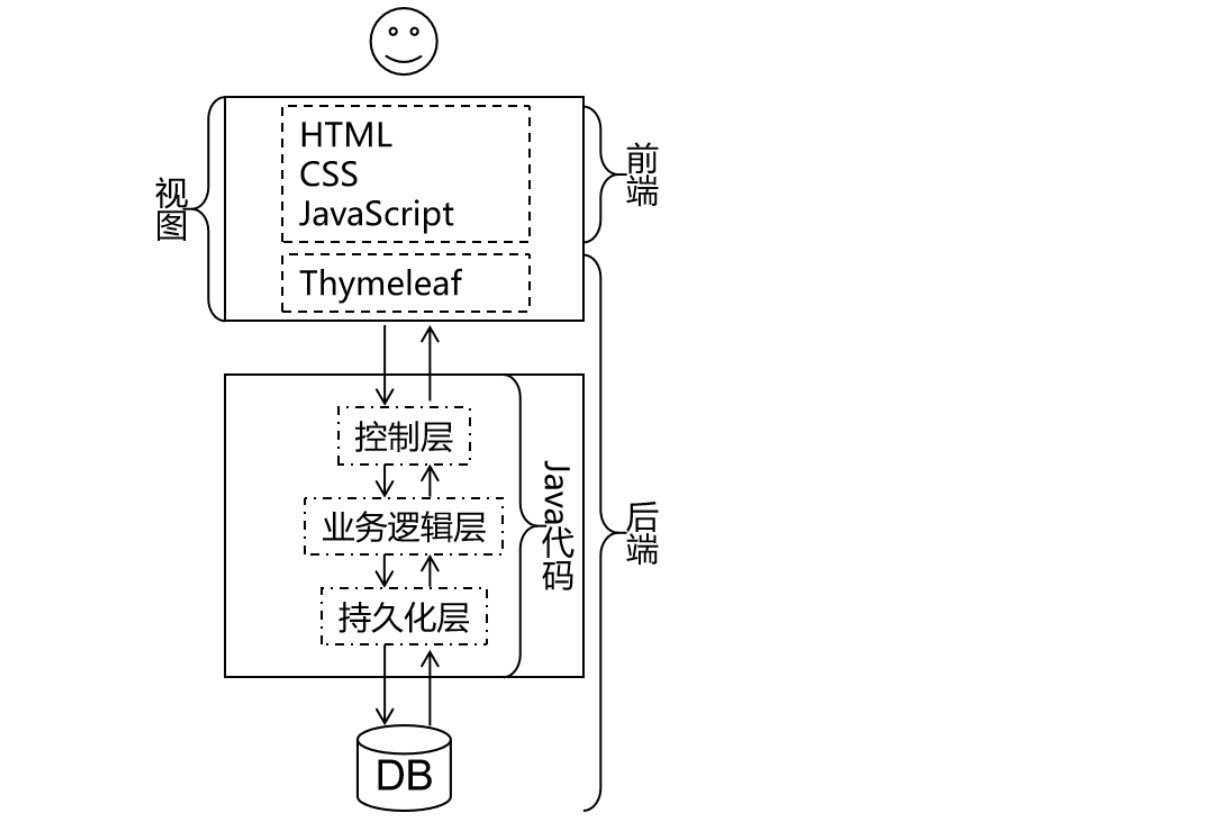 HTML
CSS
JavaScript
前端
视图
Thymeleaf
控制层
业务逻辑层
Java代码
后端
持久化层
DB